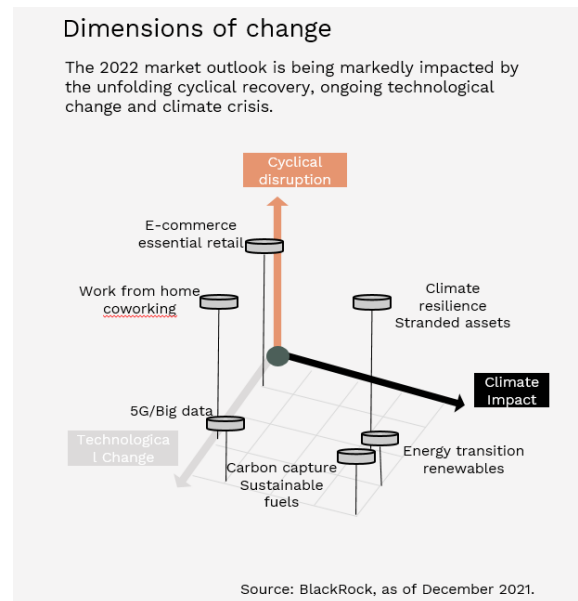 Dimensions of change
The 2022 market outlook is being markedly impacted by
the unfolding cyclical recovery, ongoing technological
change and climate crisis.
Cyclical
disruption
E-commerce
essential retail
Work from home
coworking
Climate
resilience
Stranded assets
Climate
Impact
5G/Big data
Technologica
l Change
Carbon capture
Sustainable
fuels
Energy transition
renewables
Source: BlackRock, as of December 2021.